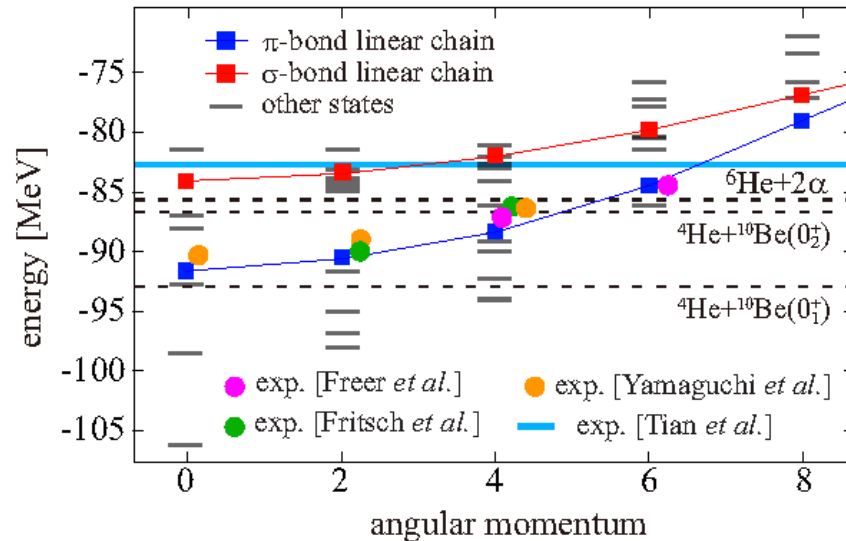 -75
-80
-85
-90
-95
-100
-105
energy [MeV]
π-bond linear chain
σ-bond linear chain
other states
⁶He+2α
⁴He+¹⁰Be(0₂⁺)
⁴He+¹⁰Be(0₁⁺)
exp. [Freer et al.]
exp. [Yamaguchi et al.]
exp. [Fritsch et al.]
exp. [Tian et al.]
0 2 4 6 8
angular momentum